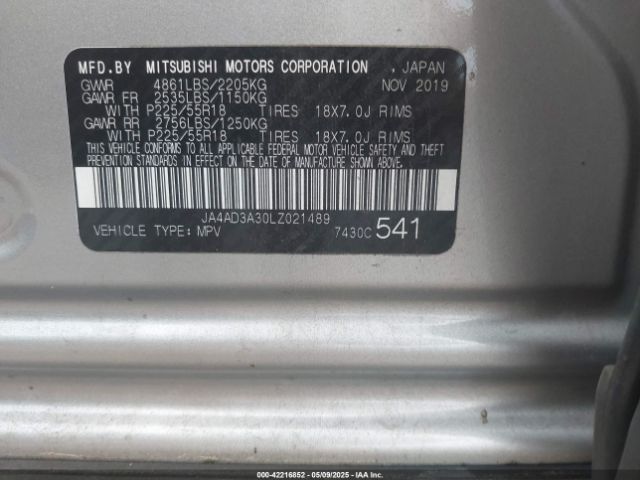 MFD.BY MITSUBISHI MOTORS CORPORATION . JAPAN
GVWR 4861LBS/2205KG NOV 2019
GAWR FR 2535LBS/1150KG
WITH P225/55R18 TIRES 18X7.0J RIMS
GAWR RR 2756LBS/1250KG
WITH P225/55R18 TIRES 18X7.0J RIMS
THIS VEHICLE CONFORMS TO ALL APPLICABLE FEDERAL MOTOR VEHICLE SAFETY AND THEFT
PREVENTION STANDARDS IN EFFECT ON THE DATE OF MANUFACTURE SHOWN ABOVE.
JA4AD3A30LZ021489
VEHICLE TYPE: MPV 7430C 541
000-42216852 - 05/09/2025 - IAA Inc.